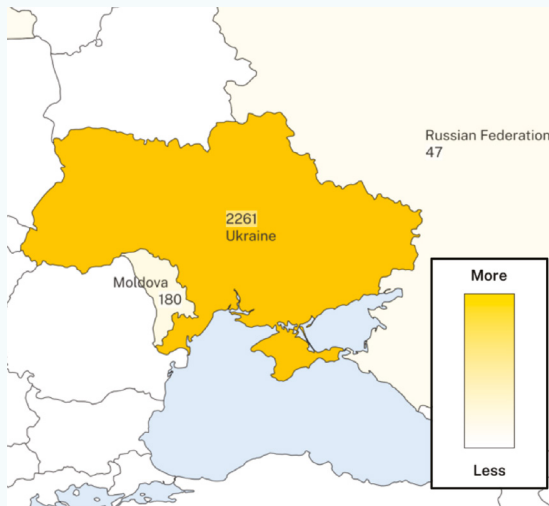 Russian Federation
47
2261
Ukraine
Moldova
180
More
Less